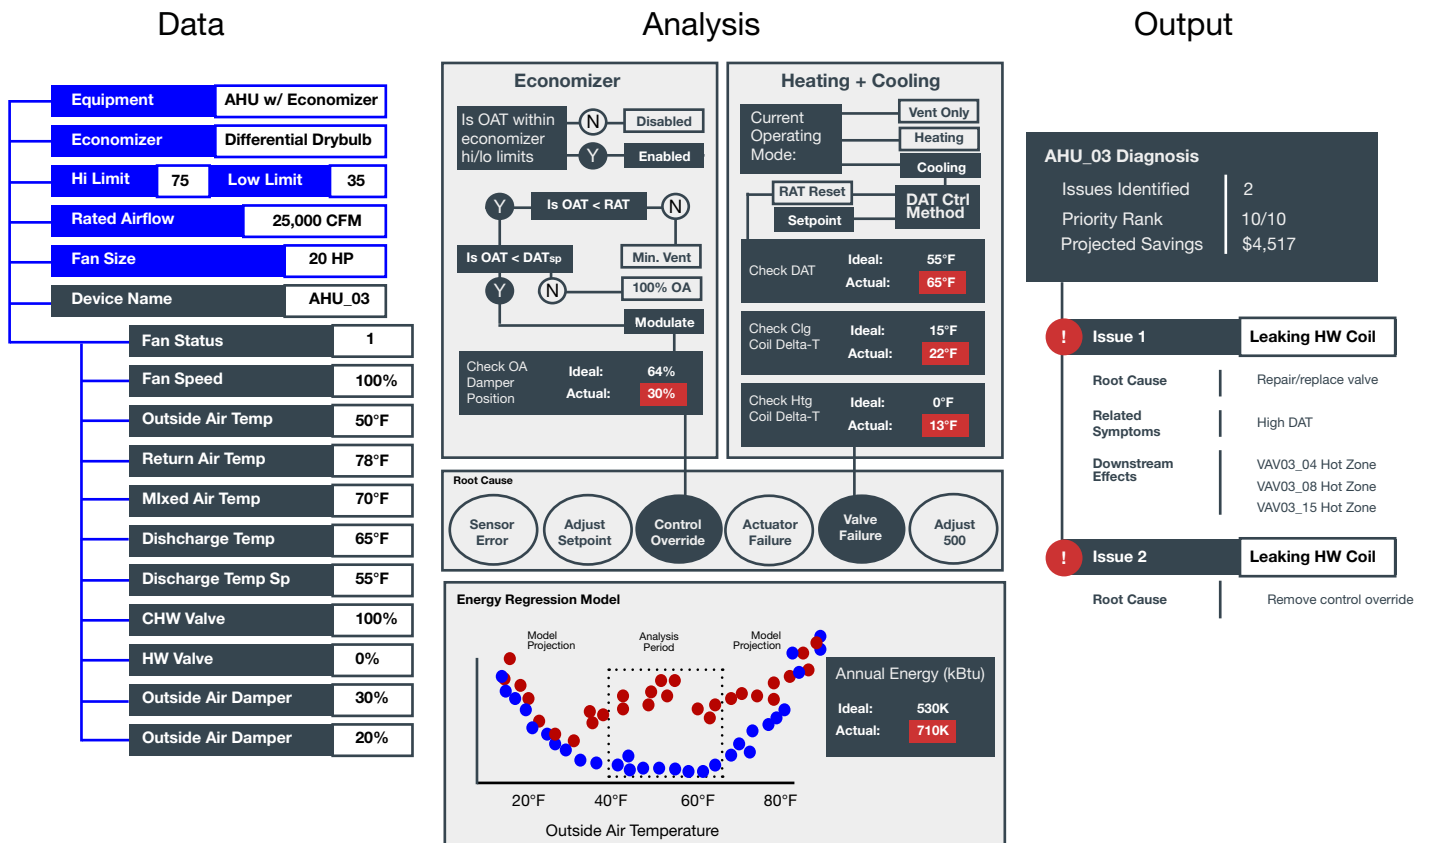 Data
Equipment
AHU w/ Economizer
Economizer
Differential Drybulb
Hi Limit
75
Low Limit
35
Rated Airflow
25,000 CFM
Fan Size
20 HP
Device Name
AHU_03
Fan Status
1
Fan Speed
100%
Outside Air Temp
50°F
Return Air Temp
78°F
MIxed Air Temp
70°F
Dishcharge Temp
65°F
Discharge Temp Sp
55°F
CHW Valve
100%
HW Valve
0%
Outside Air Damper
30%
Outside Air Damper
20%
Analysis
Economizer
Is OAT within
economizer
hi/lo limits
N
Disabled
Y
Enabled
Y
Is OAT < RAT
N
Is OAT < DATsp
Min. Vent
Y
N
100% OA
Modulate
Check OA
Damper
Position
Ideal:
64%
Actual:
30%
Heating + Cooling
Current
Operating
Mode:
Vent Only
Heating
Cooling
RAT Reset
Setpoint
DAT Ctrl
Method
Check DAT
Ideal:
55°F
Actual:
65°F
Check Clg
Coil Delta-T
Ideal:
15°F
Actual:
22°F
Check Htg
Coil Delta-T
Ideal:
0°F
Actual:
13°F
Root Cause
Sensor
Error
Adjust
Setpoint
Control
Override
Actuator
Failure
Valve
Failure
Adjust
500
Energy Regression Model
Model
Projection
Analysis
Period
Model
Projection
Annual Energy (kBtu)
Ideal:
530K
Actual:
710K
20°F
40°F
60°F
80°F
Outside Air Temperature
Output
AHU_03 Diagnosis
Issues Identified
2
Priority Rank
10/10
Projected Savings
$4,517
!
Issue 1
Leaking HW Coil
Root Cause
Repair/replace valve
Related
Symptoms
High DAT
Downstream
Effects
VAV03_04 Hot Zone
VAV03_08 Hot Zone
VAV03_15 Hot Zone
!
Issue 2
Leaking HW Coil
Root Cause
Remove control override